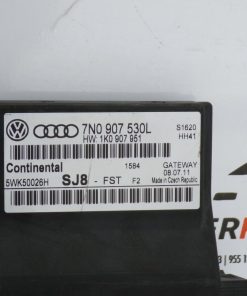 7N0 907 530L
HW: 1K0 907 951
S1620
HH41
Continental
1584
GATEWAY
08.07.11
5WK50026H
SJ8 - FST
F2
Made in Czech Republic